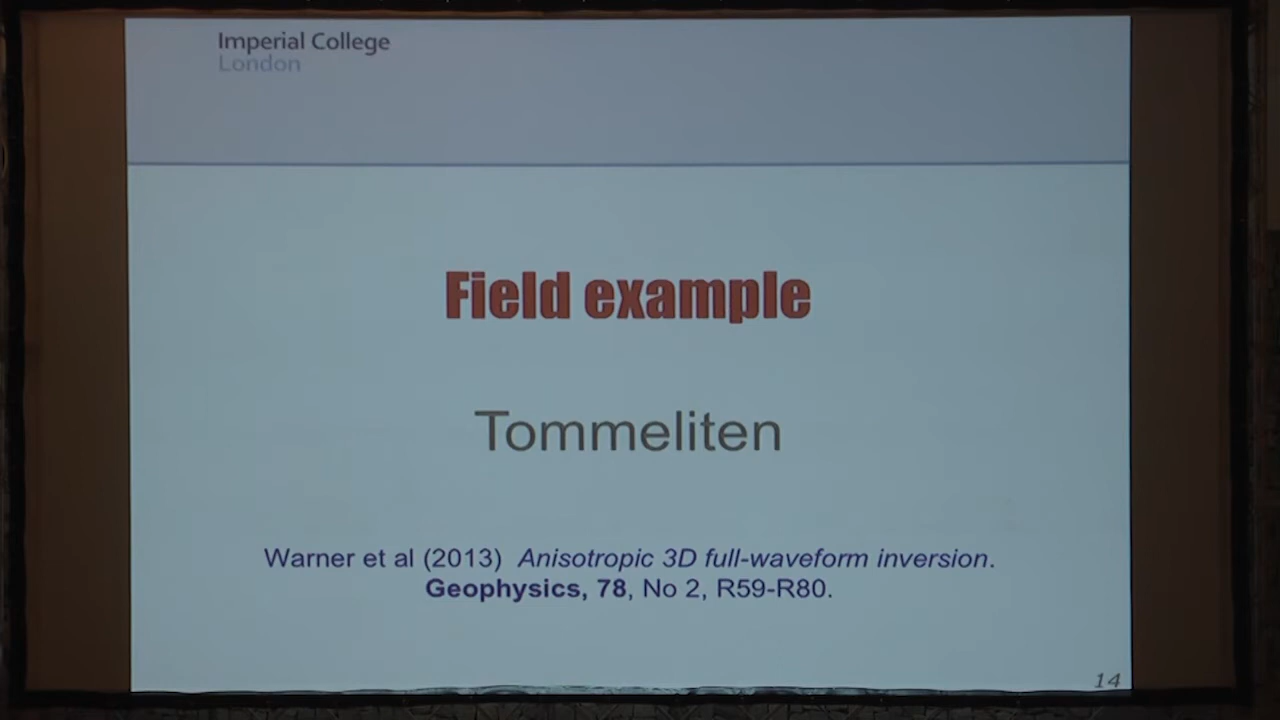 Imperial College
London
Field example
Tommeliten
Warner et al (2013) Anisotropic 3D full-waveform inversion.
Geophysics, 78, No 2, R59-R80.
14